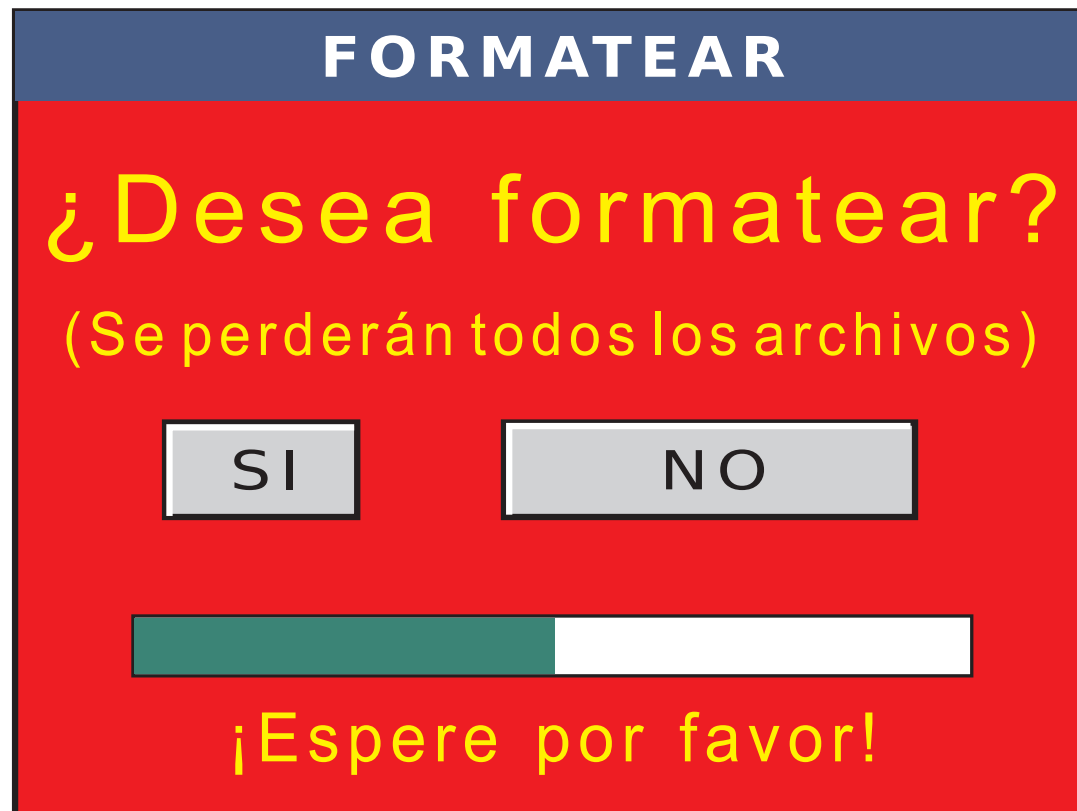 FORMATEAR
¿Desea formatear?
(Se perderán todos los archivos)
SI NO
¡Espere por favor!